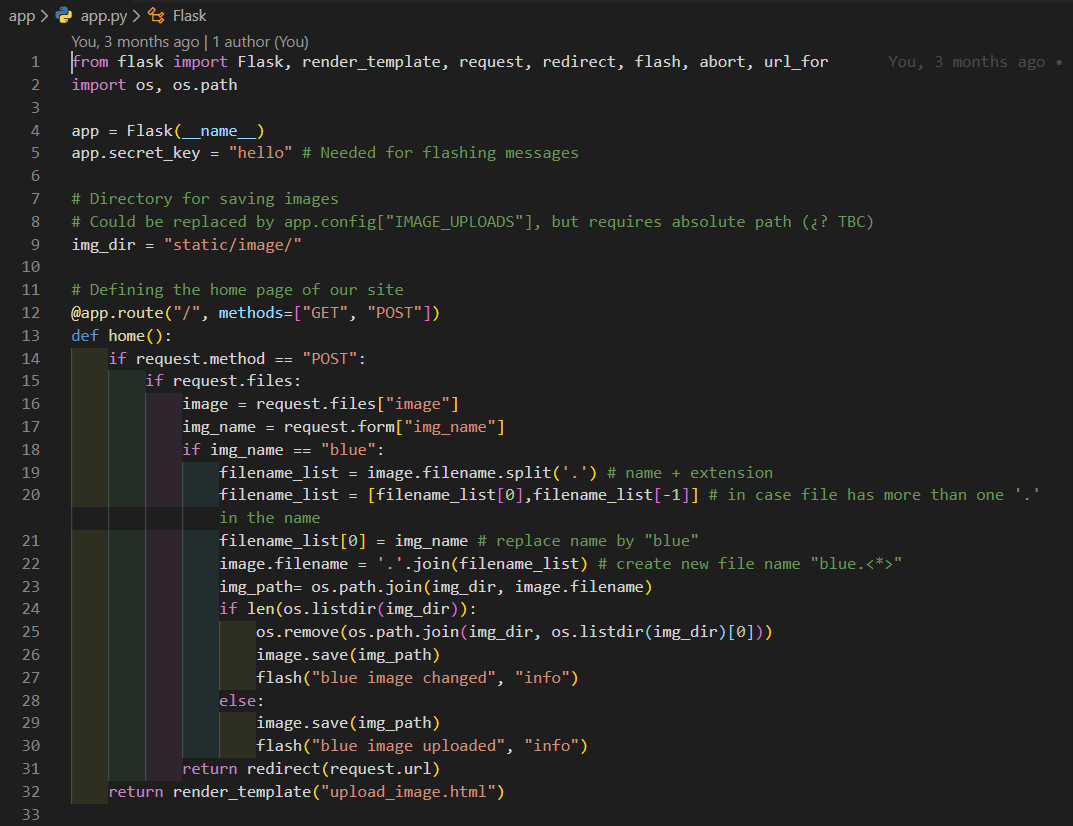 app > app.py > Flask
You, 3 months ago | 1 author (You)
1 from flask import Flask, render_template, request, redirect, flash, abort, url_for You, 3 months ago •
2 import os, os.path
3
4 app = Flask(__name__)
5 app.secret_key = "hello" # Needed for flashing messages
6
7 # Directory for saving images
8 # Could be replaced by app.config["IMAGE_UPLOADS"], but requires absolute path (¿? TBC)
9 img_dir = "static/image/"
10
11 # Defining the home page of our site
12 @app.route("/", methods=["GET", "POST"])
13 def home():
14     if request.method == "POST":
15         if request.files:
16             image = request.files["image"]
17             img_name = request.form["img_name"]
18             if img_name == "blue":
19                 filename_list = image.filename.split('.') # name + extension
20                 filename_list = [filename_list[0],filename_list[-1]] # in case file has more than one '.'
in the name
21                 filename_list[0] = img_name # replace name by "blue"
22                 image.filename = '.'.join(filename_list) # create new file name "blue.<*>"
23                 img_path= os.path.join(img_dir, image.filename)
24                 if len(os.listdir(img_dir)):
25                     os.remove(os.path.join(img_dir, os.listdir(img_dir)[0]))
26                     image.save(img_path)
27                     flash("blue image changed", "info")
28                 else:
29                     image.save(img_path)
30                     flash("blue image uploaded", "info")
31             return redirect(request.url)
32     return render_template("upload_image.html")
33